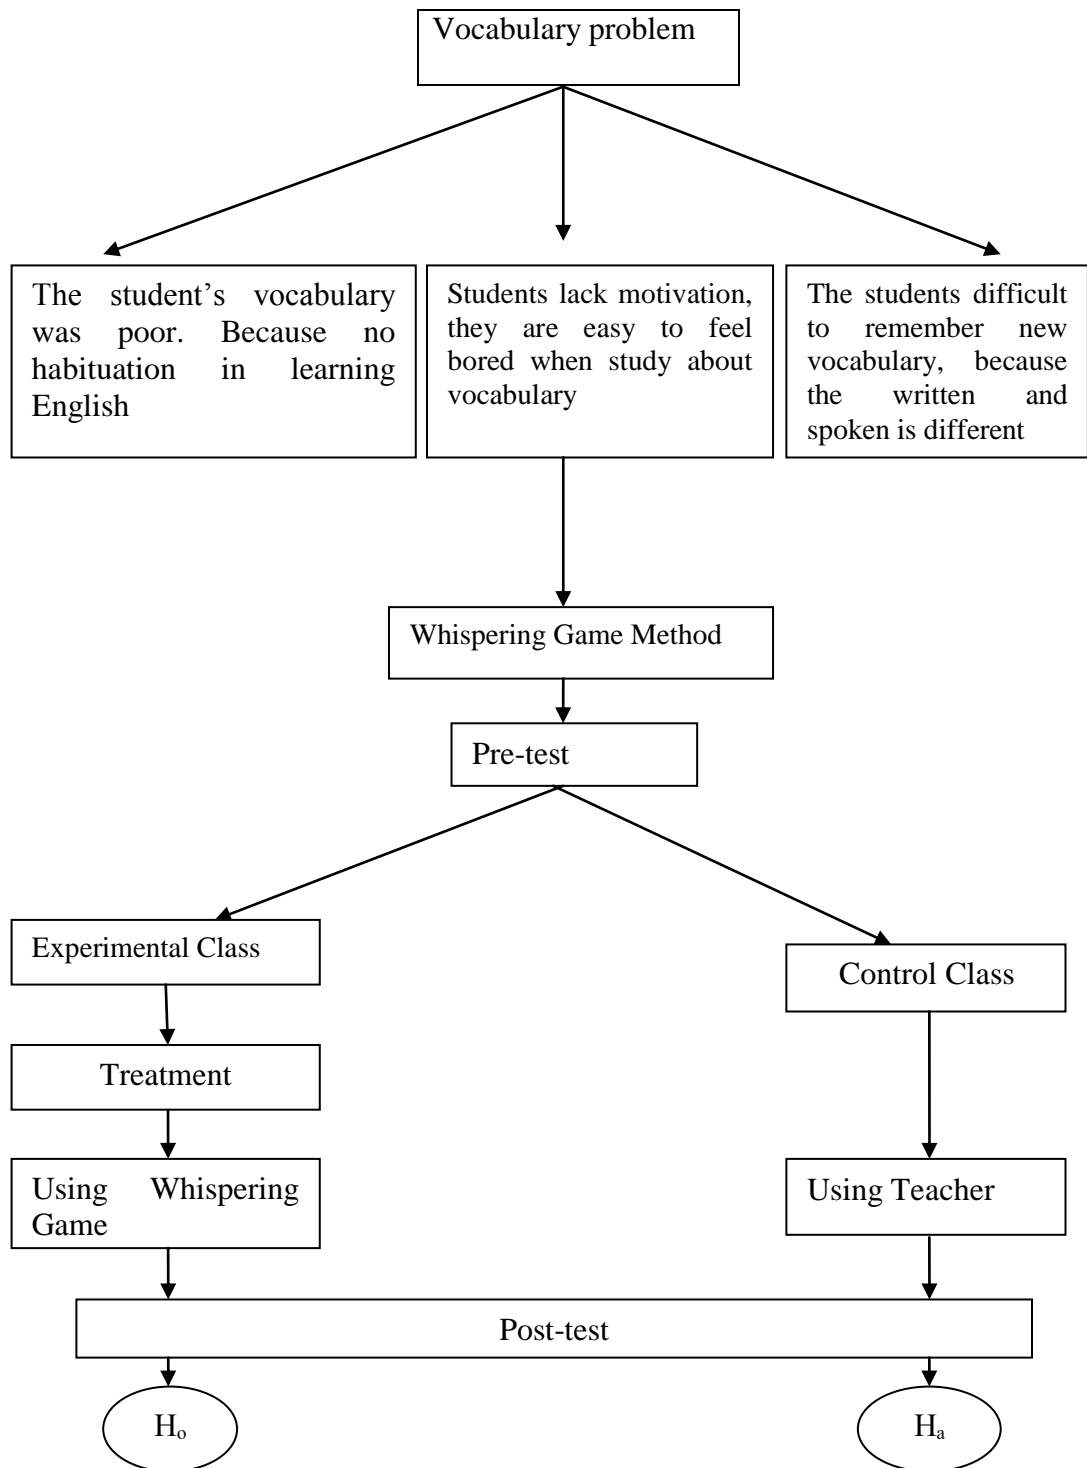 Vocabulary problem
The student’s vocabulary
was poor. Because no
habituation in learning
English
Students lack motivation,
they are easy to feel
bored when study about
vocabulary
The students difficult
to remember new
vocabulary, because
the written and
spoken is different
Whispering Game Method
Pre-test
Experimental Class
Control Class
Treatment
Using Whispering
Game
Using Teacher
Post-test
Hₒ
Hₐ